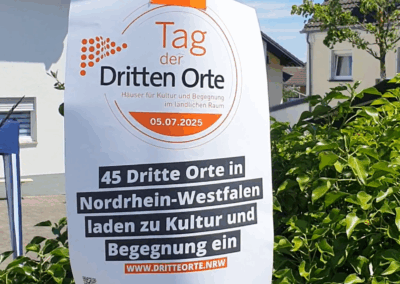 Tag
der
Dritten Orte
Häuser für Kultur und Begegnung
im ländlichen Raum
05.07.2025
45 Dritte Orte in
Nordrhein-Westfalen
laden zu Kultur und
Begegnung ein
WWW.DRITTEORTE.NRW